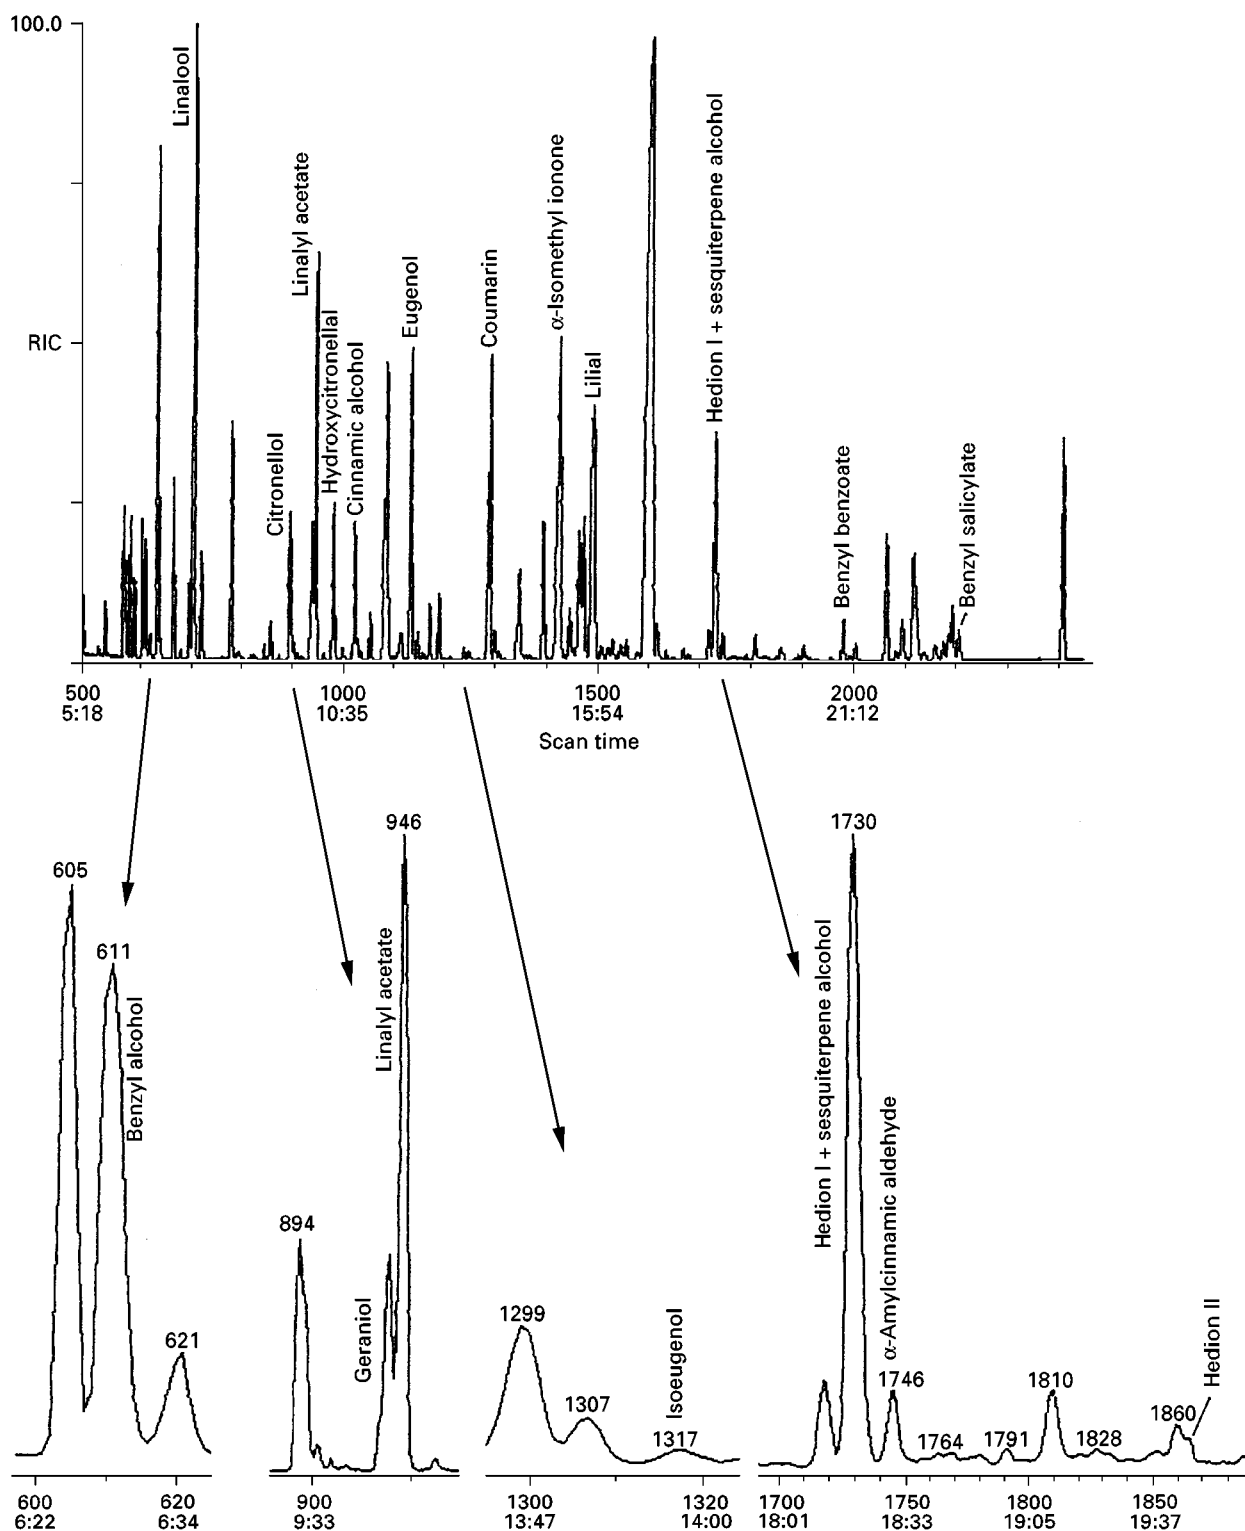 100.0
RIC
Linalool
Citronellol
Linalyl acetate
Hydroxycitronellal
Cinnamic alcohol
Eugenol
Coumarin
α-Isomethyl ionone
Lilial
Hedion I + sesquiterpene alcohol
Benzyl benzoate
Benzyl salicylate
500
5:18
1000
10:35
1500
15:54
2000
21:12
Scan time
605
611
Benzyl alcohol
621
600
6:22
620
6:34
894
Geraniol
Linalyl acetate
946
900
9:33
1299
1307
Isoeugenol
1317
1300
13:47
1320
14:00
Hedion I + sesquiterpene alcohol
1730
α-Amylcinnamic aldehyde
1746
1764
1791
1810
1828
1860
Hedion II
1700
18:01
1750
18:33
1800
19:05
1850
19:37